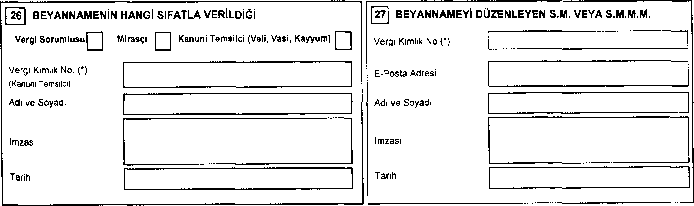 26 BEYANNAMENİN HANGİ SIFATLA VERİLDİĞİ
Vergi Sorumlusu Mirasçı Kanuni Temsilci (Veli, Vasi, Kayyum)
Vergi Kimlik No. (*)
(Kanuni Temsilci)
Adı ve Soyadı
İmzası
Tarih
27 BEYANNAMEYİ DÜZENLEYEN S.M. VEYA S.M.M.M.
Vergi Kimlik No (*)
E-Posta Adresi
Adı ve Soyadı
İmzası
Tarih